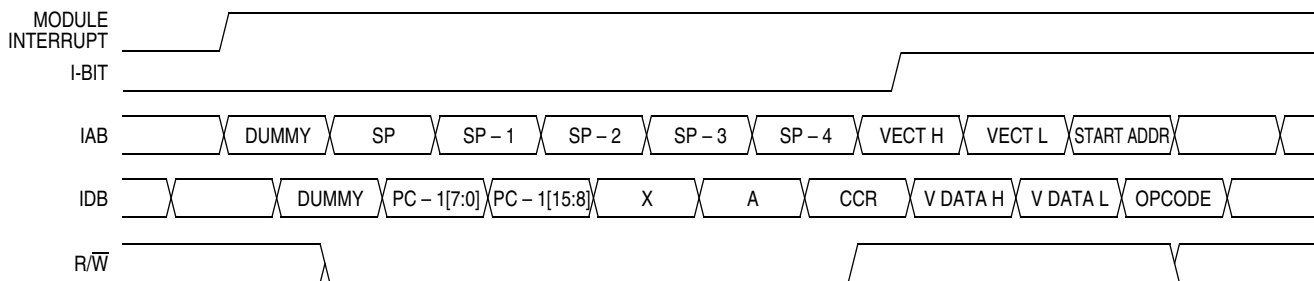 MODULE
INTERRUPT
I-BIT
IAB DUMMY SP SP – 1 SP – 2 SP – 3 SP – 4 VECT H VECT L START ADDR
IDB DUMMY PC – 1[7:0] PC – 1[15:8] X A CCR V DATA H V DATA L OPCODE
R/W̅